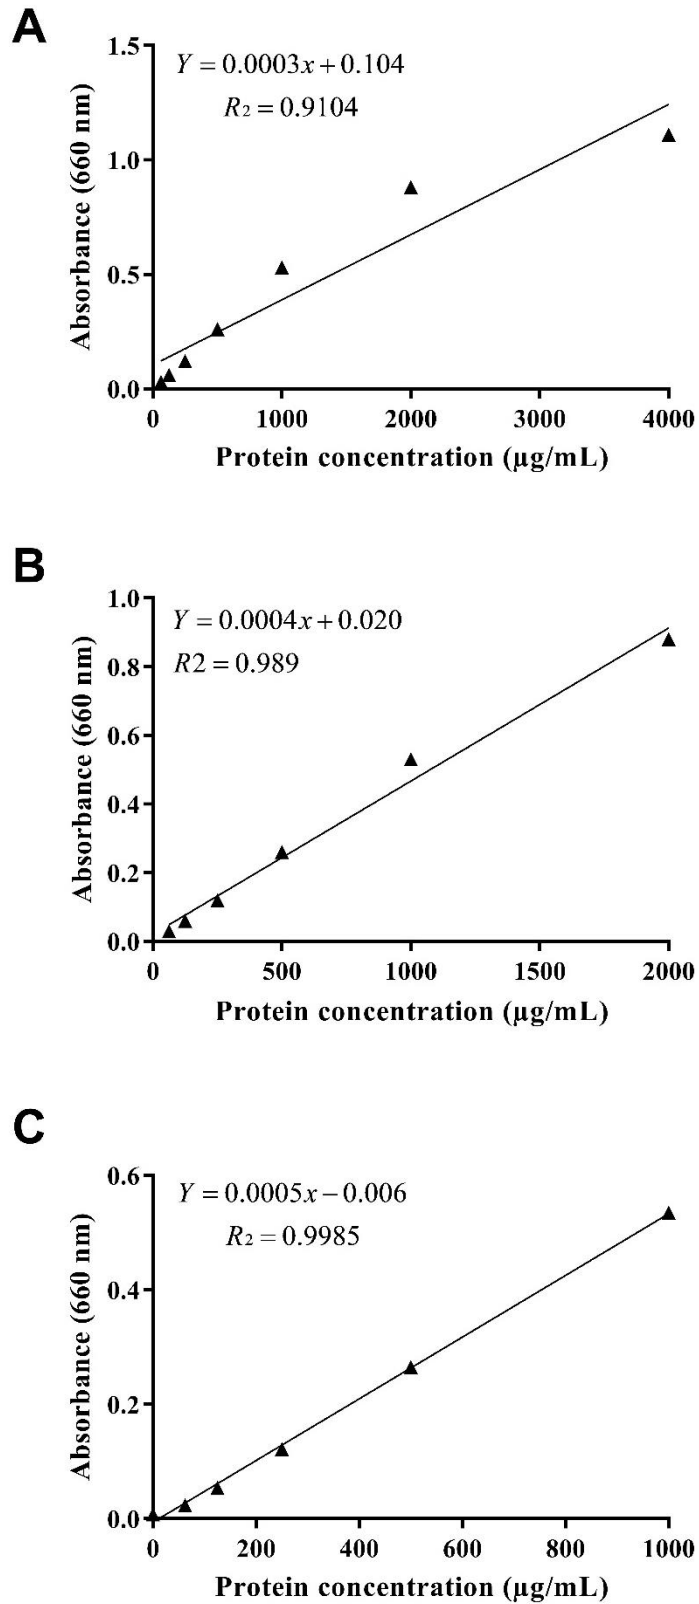 A
Y = 0.0003x + 0.104
R2 = 0.9104
Absorbance (660 nm)
1.5
1.0
0.5
0.0
0 1000 2000 3000 4000
Protein concentration (µg/mL)
B
Y = 0.0004x + 0.020
R2 = 0.989
Absorbance (660 nm)
1.0
0.8
0.6
0.4
0.2
0.0
0 500 1000 1500 2000
Protein concentration (µg/mL)
C
Y = 0.0005x − 0.006
R2 = 0.9985
Absorbance (660 nm)
0.6
0.4
0.2
0.0
0 200 400 600 800 1000
Protein concentration (µg/mL)